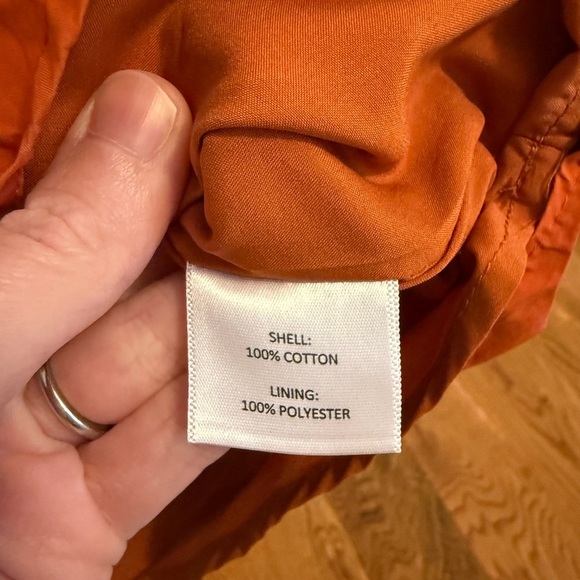 SHELL:
100% COTTON
LINING:
100% POLYESTER